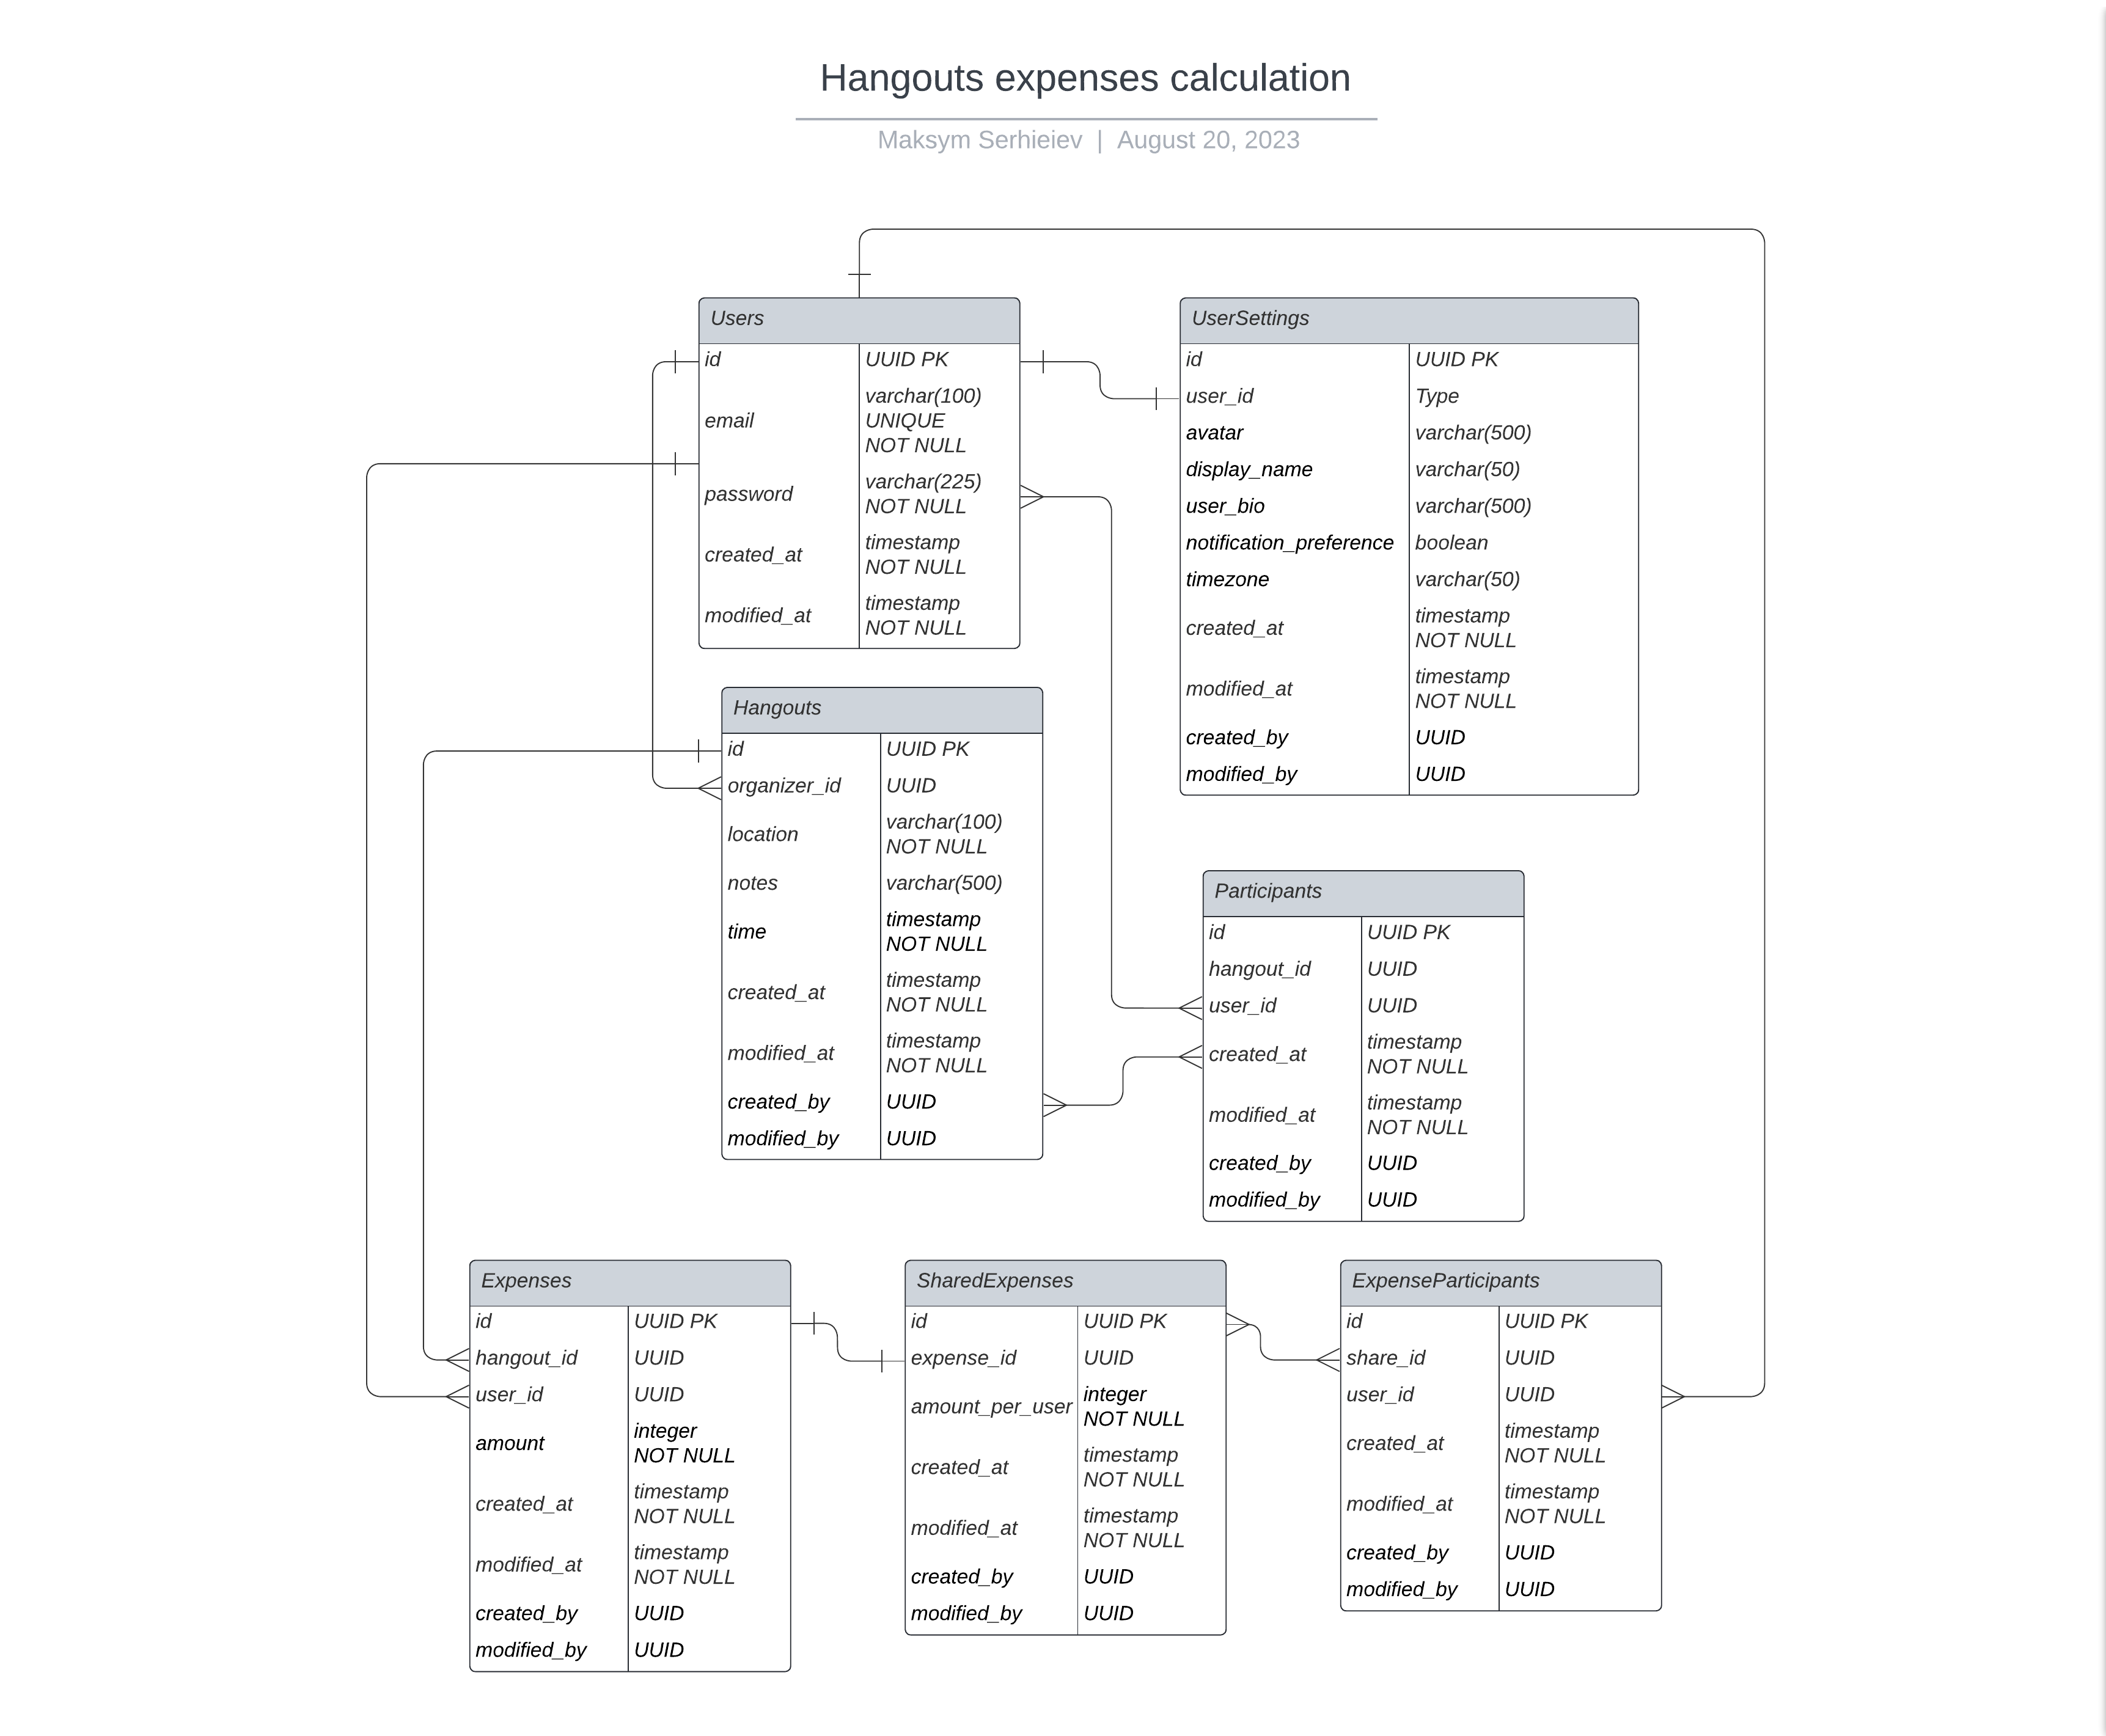 Hangouts expenses calculation
Maksym Serhieiev | August 20, 2023
Users
id UUID PK
email varchar(100)
UNIQUE
NOT NULL
password varchar(225)
NOT NULL
created_at timestamp
NOT NULL
modified_at timestamp
NOT NULL
UserSettings
id UUID PK
user_id Type
avatar varchar(500)
display_name varchar(50)
user_bio varchar(500)
notification_preference boolean
timezone varchar(50)
created_at timestamp
NOT NULL
modified_at timestamp
NOT NULL
created_by UUID
modified_by UUID
Hangouts
id UUID PK
organizer_id UUID
location varchar(100)
NOT NULL
notes varchar(500)
time timestamp
NOT NULL
created_at timestamp
NOT NULL
modified_at timestamp
NOT NULL
created_by UUID
modified_by UUID
Participants
id UUID PK
hangout_id UUID
user_id UUID
created_at timestamp
NOT NULL
modified_at timestamp
NOT NULL
created_by UUID
modified_by UUID
Expenses
id UUID PK
hangout_id UUID
user_id UUID
amount integer
NOT NULL
created_at timestamp
NOT NULL
modified_at timestamp
NOT NULL
created_by UUID
modified_by UUID
SharedExpenses
id UUID PK
expense_id UUID
amount_per_user integer
NOT NULL
created_at timestamp
NOT NULL
modified_at timestamp
NOT NULL
created_by UUID
modified_by UUID
ExpenseParticipants
id UUID PK
share_id UUID
user_id UUID
created_at timestamp
NOT NULL
modified_at timestamp
NOT NULL
created_by UUID
modified_by UUID